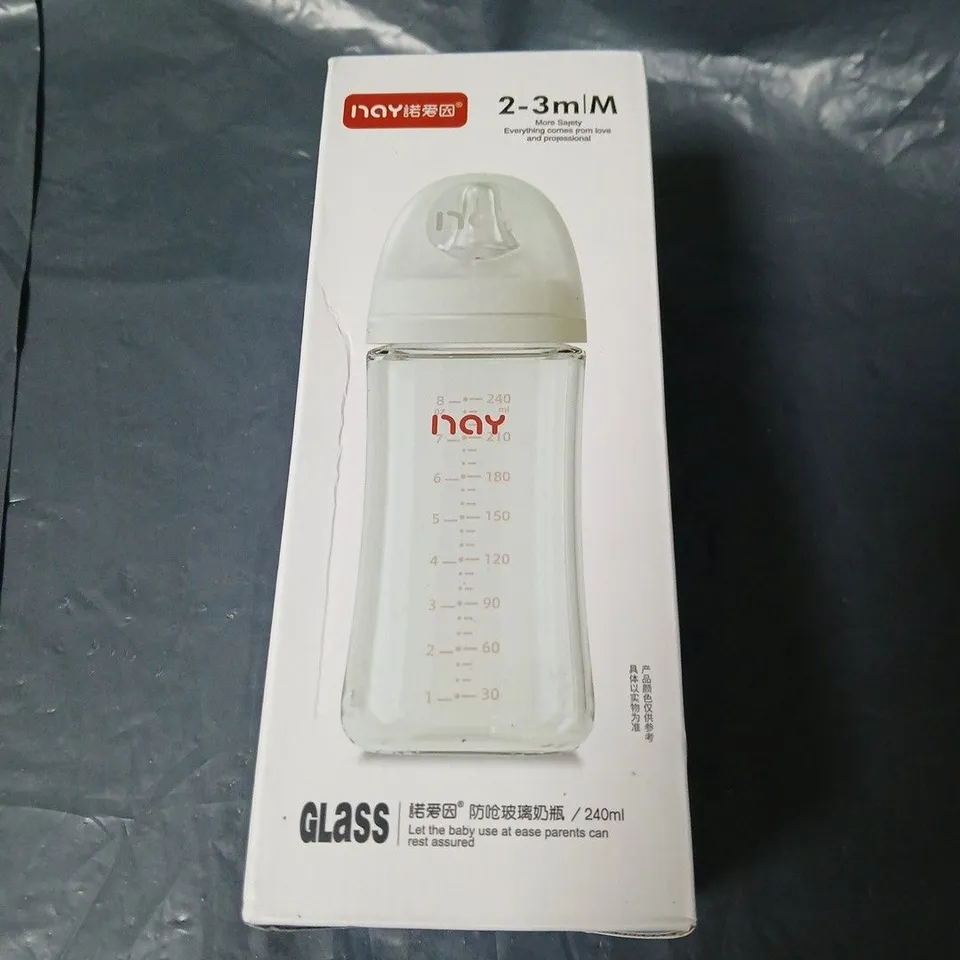 nay諾爱因®
2-3m|M
More Safety
Everything comes from love
and professional
8 240
oz ml
nay
7 210
6 180
5 150
4 120
3 90
2 60
1 30
产品颜色仅供参考
具体以实物为准
GLASS 諾爱因® 防呛玻璃奶瓶 / 240ml
Let the baby use at ease parents can
rest assured